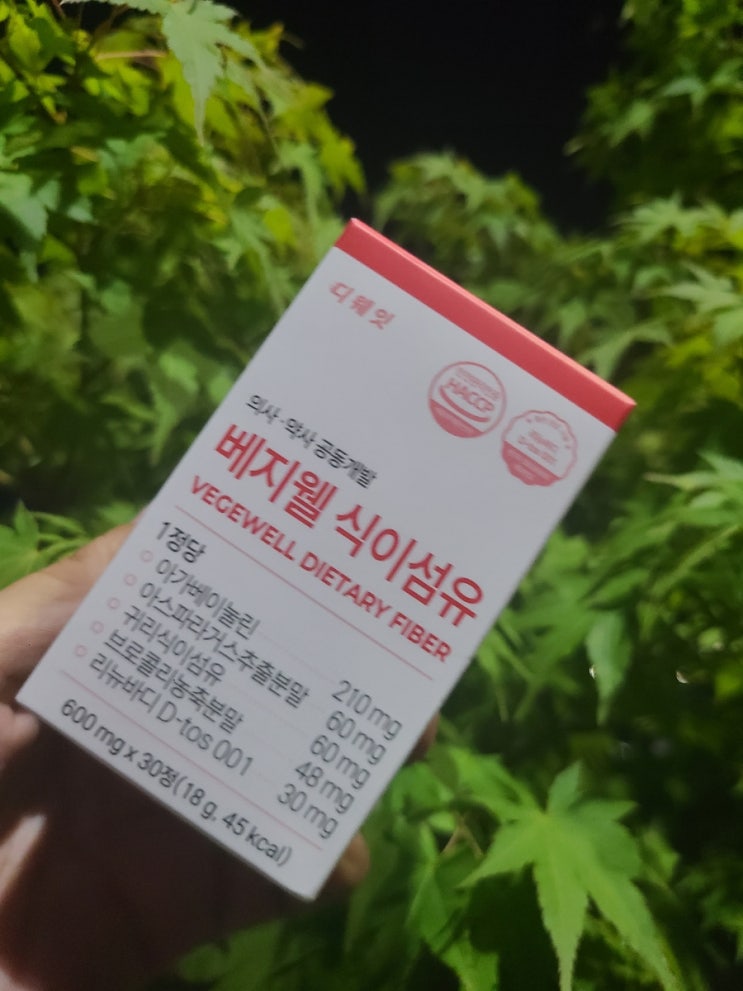 디웨잇
HACCP
D-tos 001
의사·약사 공동개발
베지웰 식이섬유
VEGEWELL DIETARY FIBER
1정당
아가베이눌린 210 mg
아스파라거스추출분말 60 mg
귀리식이섬유 60 mg
브로콜리농축분말 48 mg
리뉴바디 D-tos 001 30 mg
600 mg x 30정(18 g, 45 kcal)